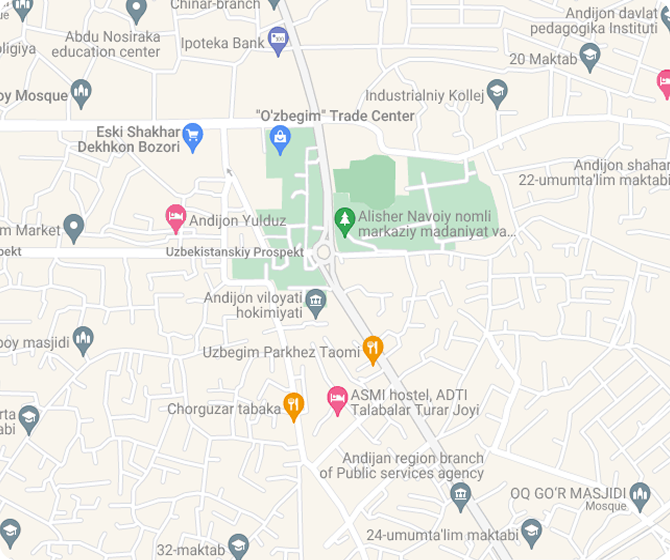 Chinar-branch
Abdu Nosiraka
education center
Ipoteka Bank
Andijon davlat
pedagogika Instituti
20 Maktab
oligiya
oy Mosque
Industrialniy Kollej
"O'zbegim" Trade Center
Eski Shakhar
Dekhkon Bozori
Andijon shahar
22-umumta'lim maktabi
Andijon Yulduz
Alisher Navoiy nomli
markaziy madaniyat va...
m Market
pekt
Uzbekistanskiy Prospekt
Andijon viloyati
hokimiyati
boy masjidi
Uzbegim Parkhez Taomi
Chorguzar tabaka
ASMI hostel, ADTI
Talabalar Turar Joyi
rta
abi
Andijan region branch
of Public services agency
OQ GO'R MASJIDI
Mosque
24-umumta'lim maktabi
32-maktab